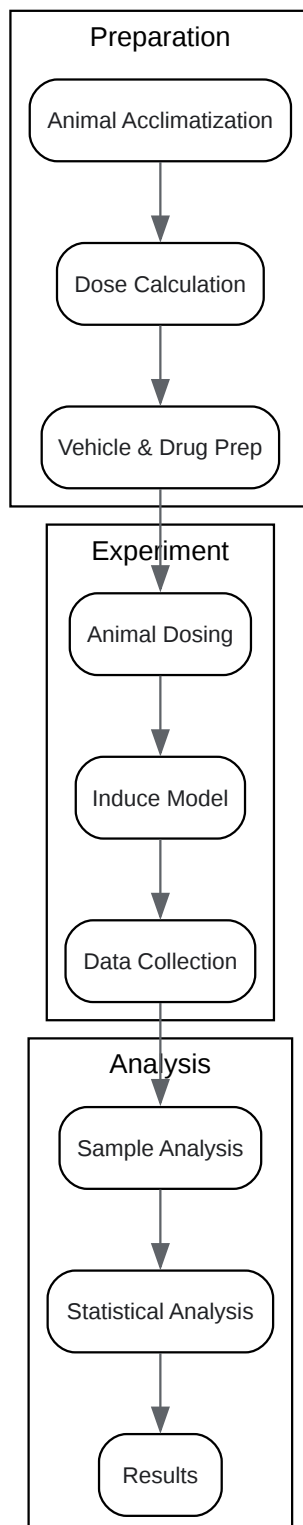 Preparation
Animal Acclimatization
Dose Calculation
Vehicle & Drug Prep
Experiment
Animal Dosing
Induce Model
Data Collection
Analysis
Sample Analysis
Statistical Analysis
Results